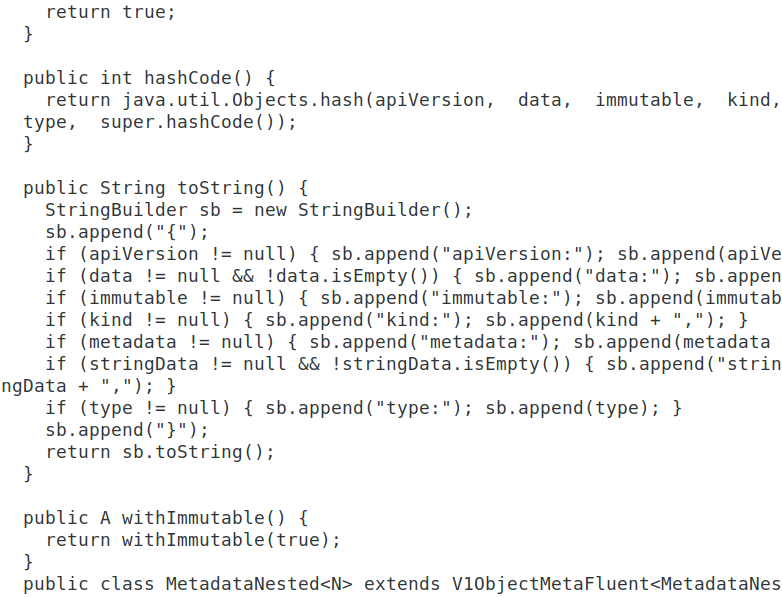 return true;
  }

  public int hashCode() {
    return java.util.Objects.hash(apiVersion,  data,  immutable,  kind,
  type,  super.hashCode());
  }

  public String toString() {
    StringBuilder sb = new StringBuilder();
    sb.append("{");
    if (apiVersion != null) { sb.append("apiVersion:"); sb.append(apiVe
    if (data != null && !data.isEmpty()) { sb.append("data:"); sb.appen
    if (immutable != null) { sb.append("immutable:"); sb.append(immutab
    if (kind != null) { sb.append("kind:"); sb.append(kind + ","); }
    if (metadata != null) { sb.append("metadata:"); sb.append(metadata
    if (stringData != null && !stringData.isEmpty()) { sb.append("strin
ngData + ","); }
    if (type != null) { sb.append("type:"); sb.append(type); }
    sb.append("}");
    return sb.toString();
  }

  public A withImmutable() {
    return withImmutable(true);
  }
  public class MetadataNested<N> extends V1ObjectMetaFluent<MetadataNes